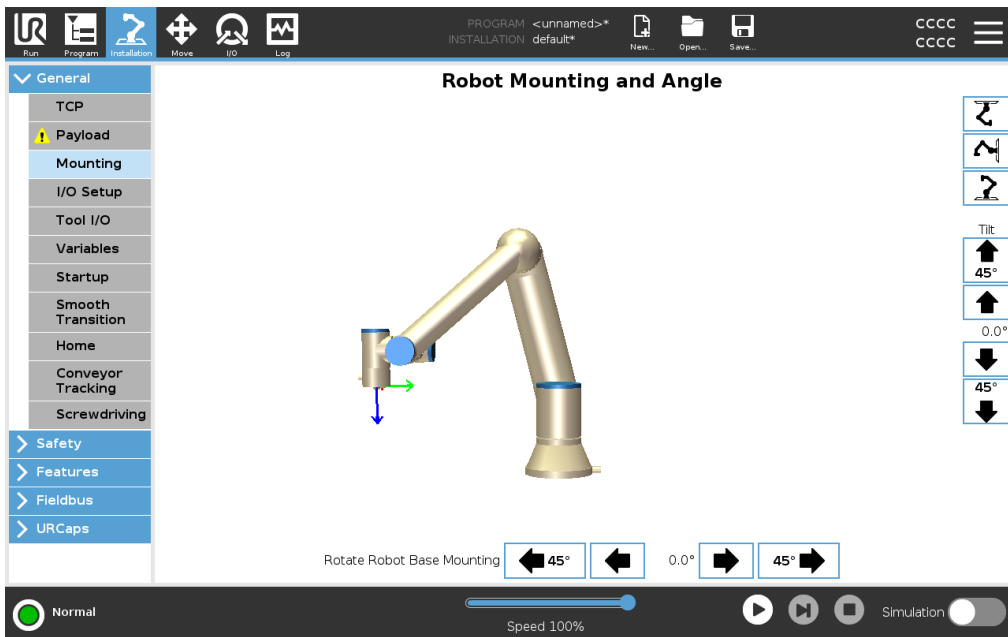 PROGRAM <unnamed>*
INSTALLATION default*
CCCC
CCCC
Run
Program
Installation
Move
I/O
Log
New...
Open...
Save...
General
TCP
Payload
Mounting
I/O Setup
Tool I/O
Variables
Startup
Smooth
Transition
Home
Conveyor
Tracking
Screwdriving
Safety
Features
Fieldbus
URCaps
Robot Mounting and Angle
Tilt
45°
0.0°
45°
Rotate Robot Base Mounting 45° 0.0° 45°
Normal
Speed 100%
Simulation